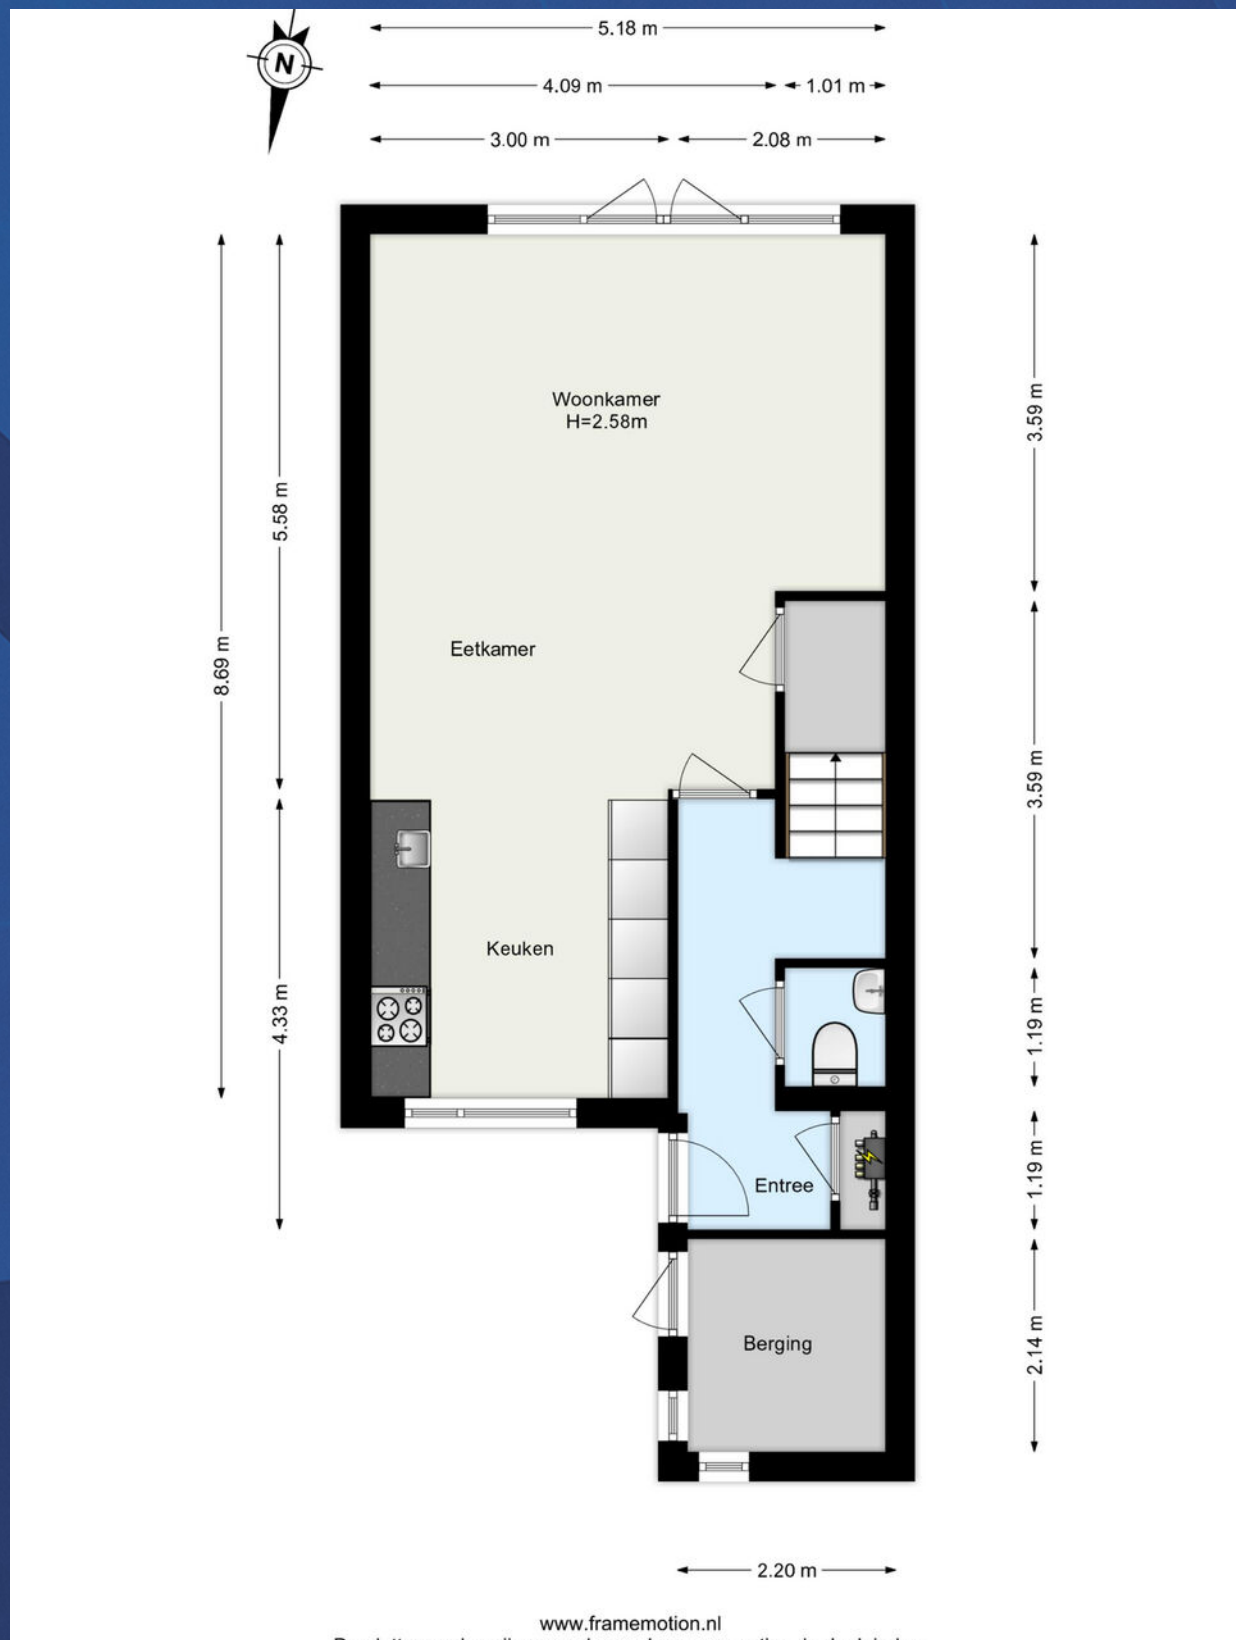 N
5.18 m
4.09 m
1.01 m
3.00 m
2.08 m
Woonkamer
H=2.58m
3.59 m
5.58 m
Eetkamer
8.69 m
3.59 m
Keuken
4.33 m
1.19 m
1.19 m
Entree
2.14 m
Berging
2.20 m
www.framemotion.nl